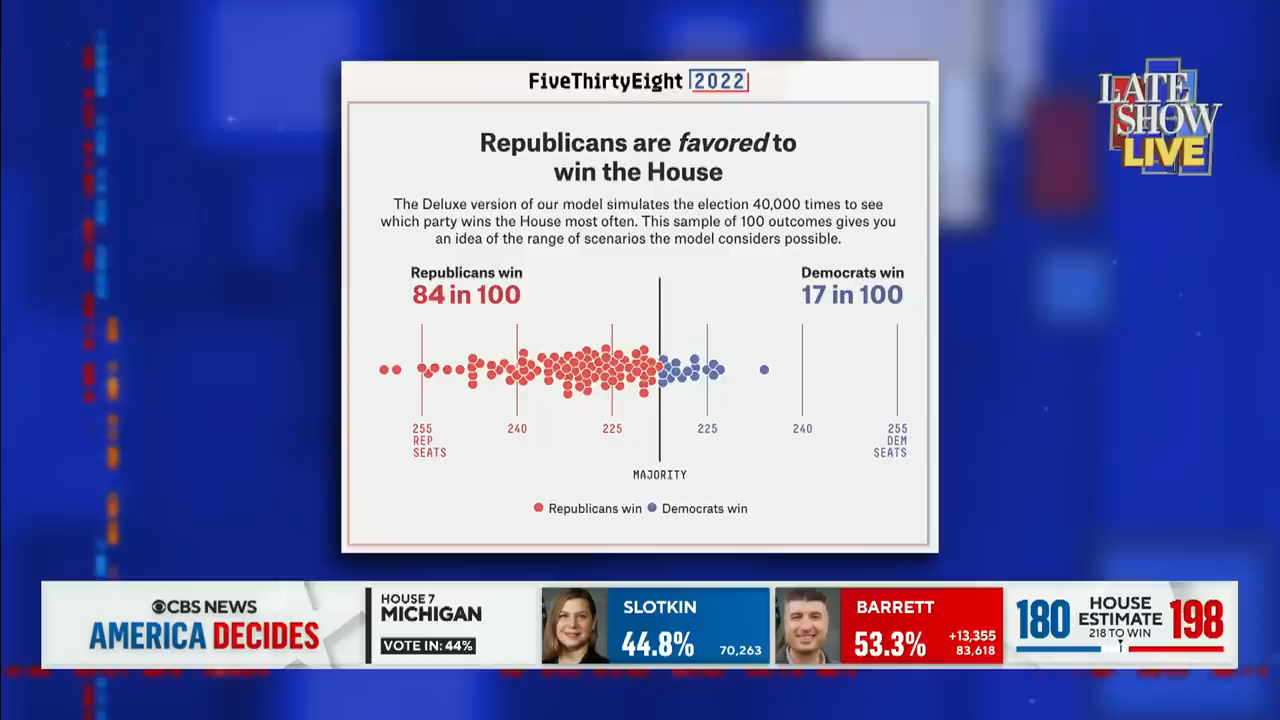 FiveThirtyEight 2022
Republicans are favored to
win the House
The Deluxe version of our model simulates the election 40,000 times to see
which party wins the House most often. This sample of 100 outcomes gives you
an idea of the range of scenarios the model considers possible.
Republicans win
84 in 100
Democrats win
17 in 100
255
REP
SEATS
240
225
225
240
255
DEM
SEATS
MAJORITY
Republicans win
Democrats win
LATE
SHOW
LIVE
CBS NEWS
AMERICA DECIDES
HOUSE 7
MICHIGAN
VOTE IN: 44%
SLOTKIN
44.8%
70,263
BARRETT
53.3%
+13,355
83,618
180
HOUSE
ESTIMATE
218 TO WIN
198